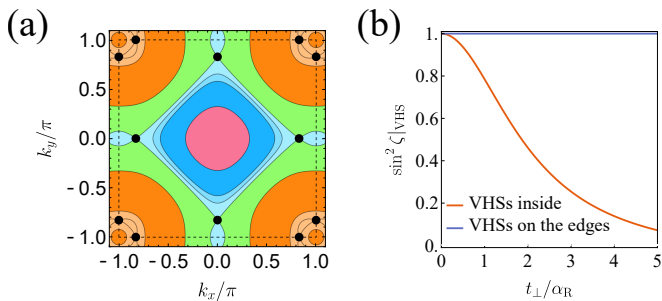 (a)
1.0
0.5
0.0
- 0.5
- 1.0
k_y/π
- 1.0 - 0.5 0.0 0.5 1.0
k_x/π
(b)
1.
0.8
0.6
0.4
0.2
0.
sin² ζ|_VHS
VHSs inside
VHSs on the edges
0 1 2 3 4 5
t_⊥/α_R